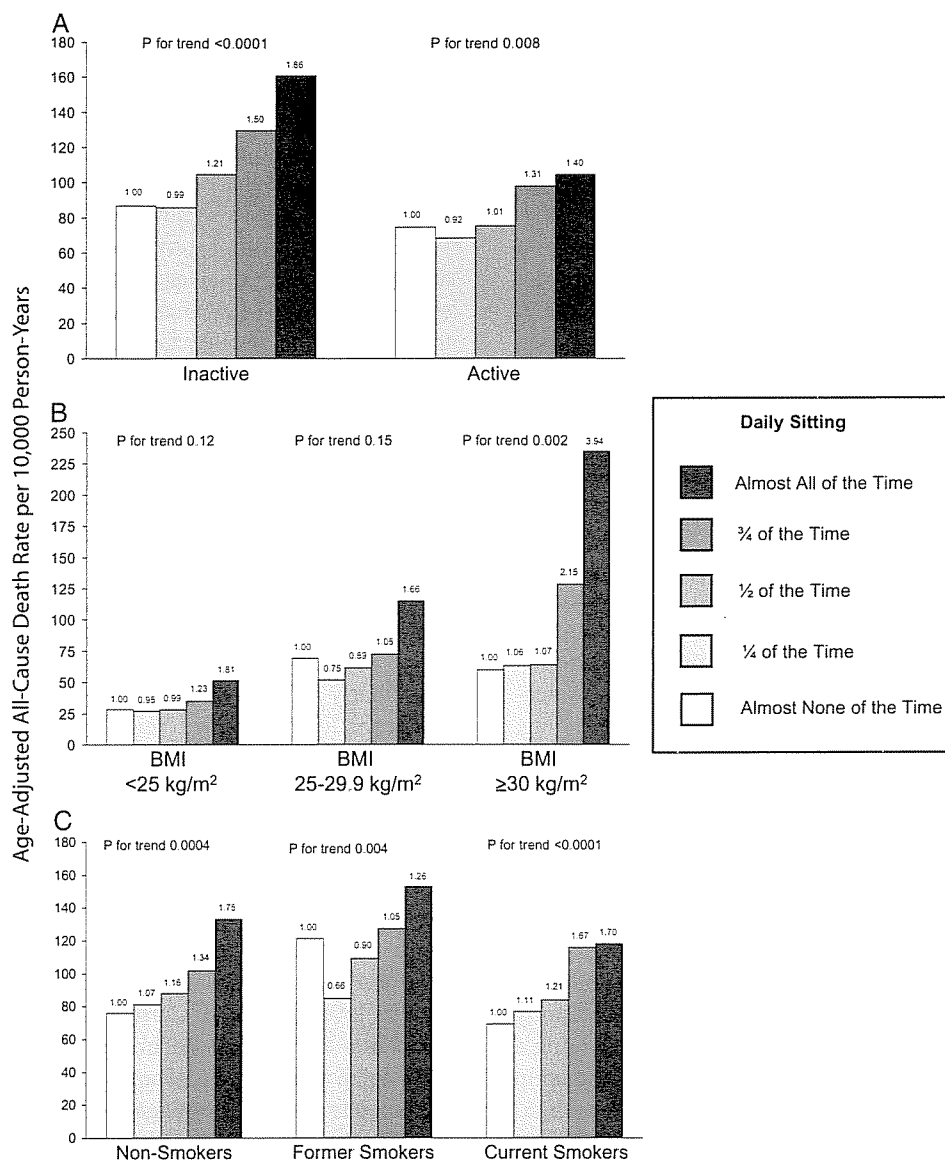 A
P for trend <0.0001
P for trend 0.008
180
160
140
120
100
80
60
40
20
0
1.00
0.99
1.21
1.50
1.86
1.00
0.92
1.01
1.31
1.40
Inactive
Active
Age-Adjusted All-Cause Death Rate per 10,000 Person-Years
B
P for trend 0.12
P for trend 0.15
P for trend 0.002
250
225
200
175
150
125
100
75
50
25
0
1.00
0.95
0.99
1.23
1.81
1.00
0.75
1.05
1.66
1.00
1.06
1.07
2.15
3.94
BMI
<25 kg/m²
BMI
25-29.9 kg/m²
BMI
≥30 kg/m²
Daily Sitting
Almost All of the Time
¾ of the Time
½ of the Time
¼ of the Time
Almost None of the Time
C
P for trend 0.0004
P for trend 0.004
P for trend <0.0001
180
160
140
120
100
80
60
40
20
0
1.00
1.07
1.16
1.34
1.75
1.00
0.66
0.90
1.05
1.26
1.00
1.11
1.21
1.67
1.70
Non-Smokers
Former Smokers
Current Smokers